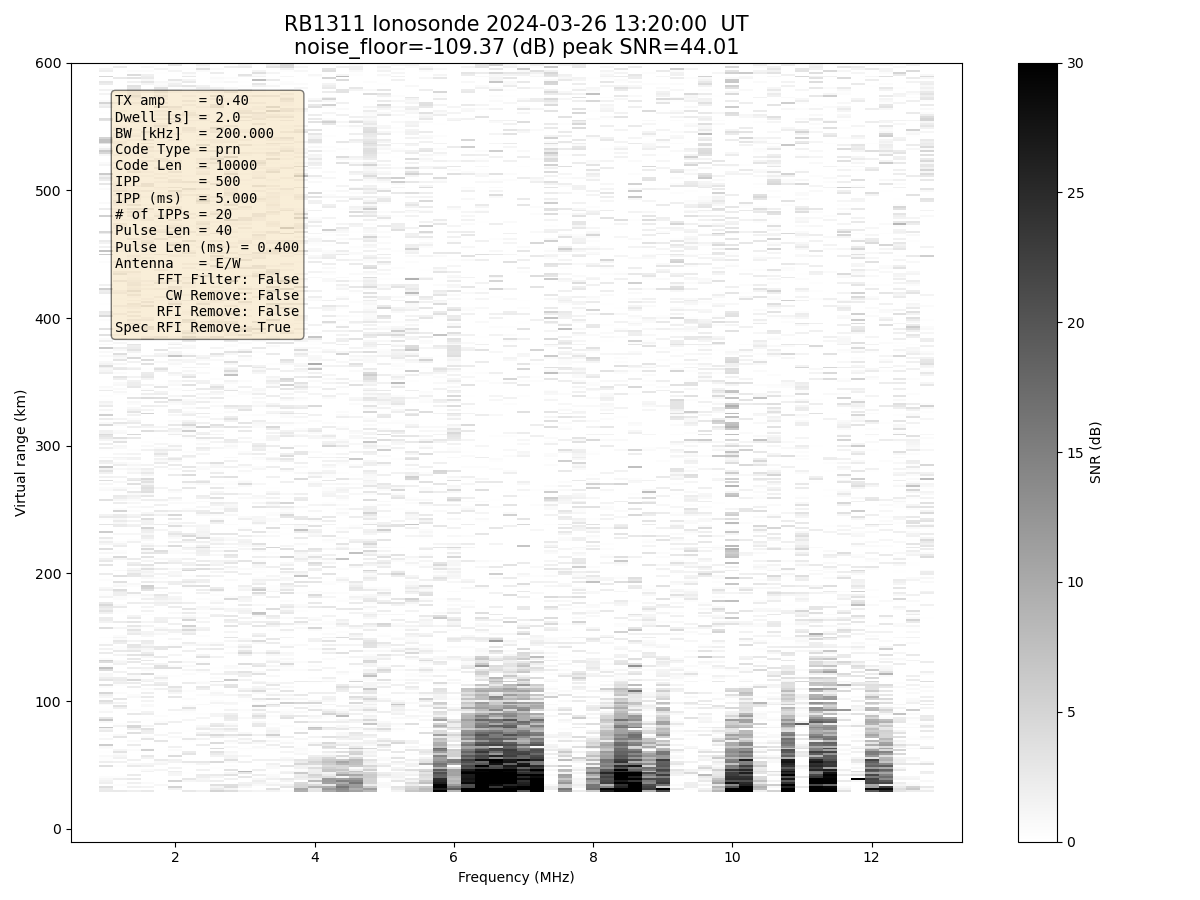 RB1311 Ionosonde 2024-03-26 13:20:00 UT
noise_floor=-109.37 (dB) peak SNR=44.01
TX amp = 0.40
Dwell [s] = 2.0
BW [kHz] = 200.000
Code Type = prn
Code Len = 10000
IPP = 500
IPP (ms) = 5.000
# of IPPs = 20
Pulse Len = 40
Pulse Len (ms) = 0.400
Antenna = E/W
FFT Filter: False
CW Remove: False
RFI Remove: False
Spec RFI Remove: True
Virtual range (km)
600
500
400
300
200
100
0
2 4 6 8 10 12
Frequency (MHz)
30
25
20
15
10
5
0
SNR (dB)